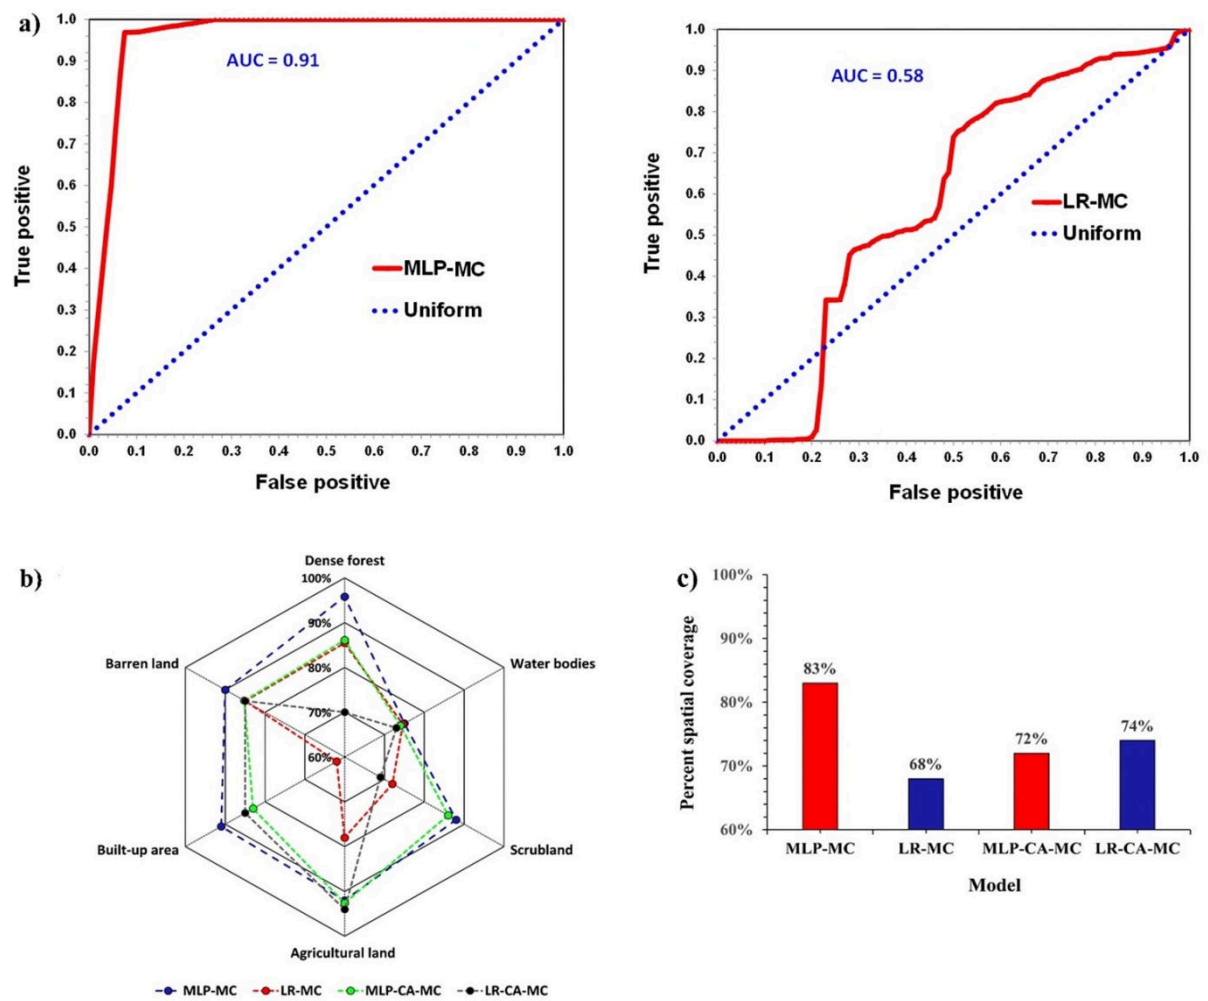 a)
AUC = 0.91
1.0
0.9
0.8
0.7
0.6
0.5
0.4
0.3
0.2
0.1
0.0
True positive
MLP-MC
Uniform
0.0 0.1 0.2 0.3 0.4 0.5 0.6 0.7 0.8 0.9 1.0
False positive
AUC = 0.58
1.0
0.9
0.8
0.7
0.6
0.5
0.4
0.3
0.2
0.1
0.0
True positive
LR-MC
Uniform
0.0 0.1 0.2 0.3 0.4 0.5 0.6 0.7 0.8 0.9 1.0
False positive
b)
Dense forest
100%
90%
80%
70%
60%
Barren land
Water bodies
Built-up area
Scrubland
Agricultural land
MLP-MC LR-MC MLP-CA-MC LR-CA-MC
c)
100%
90%
80%
70%
60%
Percent spatial coverage
83%
68%
72%
74%
MLP-MC LR-MC MLP-CA-MC LR-CA-MC
Model